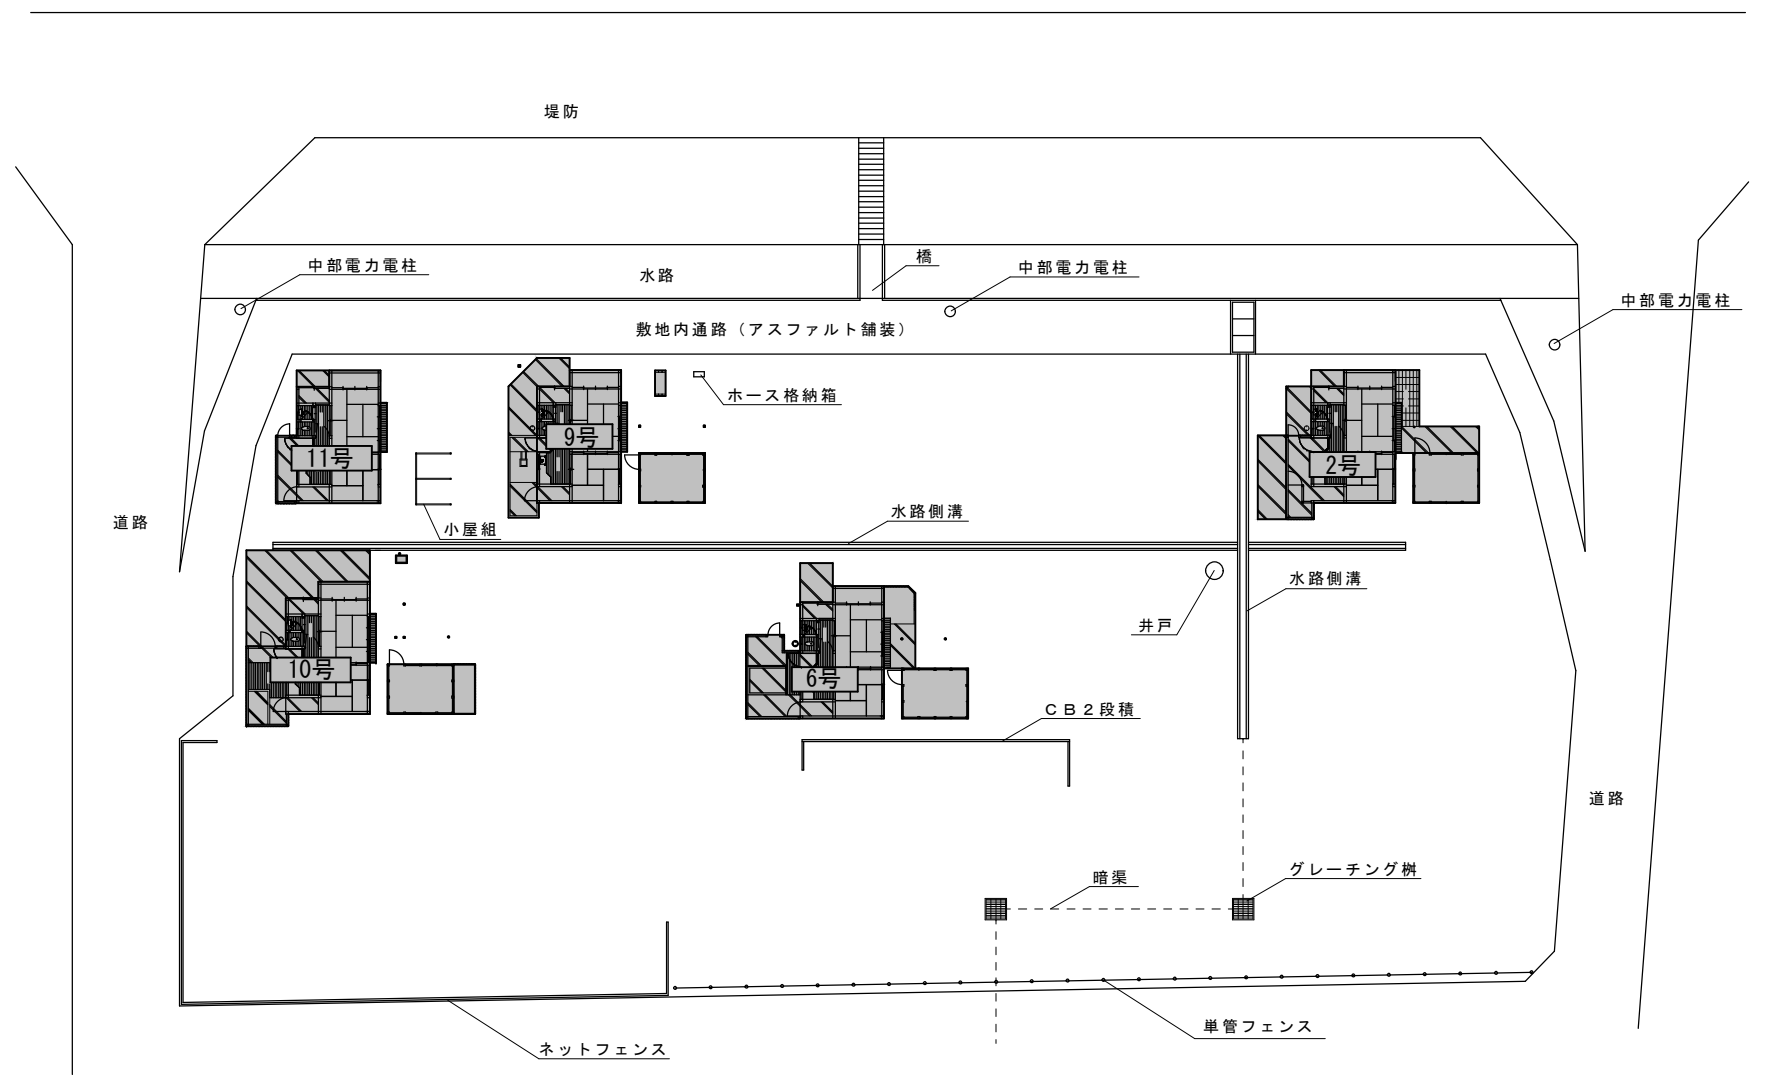 堤防
橋
中部電力電柱
水路
中部電力電柱
中部電力電柱
敷地内通路（アスファルト舗装）
ホース格納箱
9号
11号
2号
水路側溝
道路
小屋組
水路側溝
井戸
10号
6号
ＣＢ２段積
道路
グレーチング桝
暗渠
単管フェンス
ネットフェンス